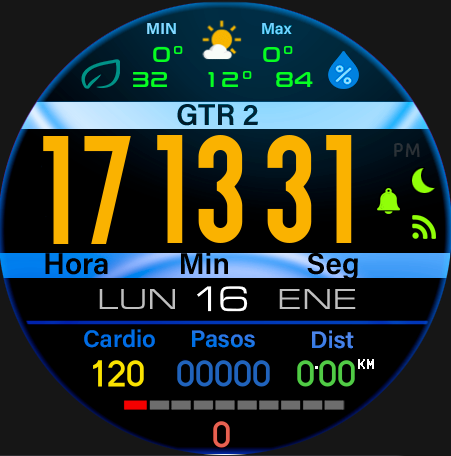 MIN Max
0° 0°
32 12° 84
%
GTR 2
17 13 31 PM
Hora Min Seg
LUN 16 ENE
Cardio Pasos Dist
120 00000 0.00 KM
0